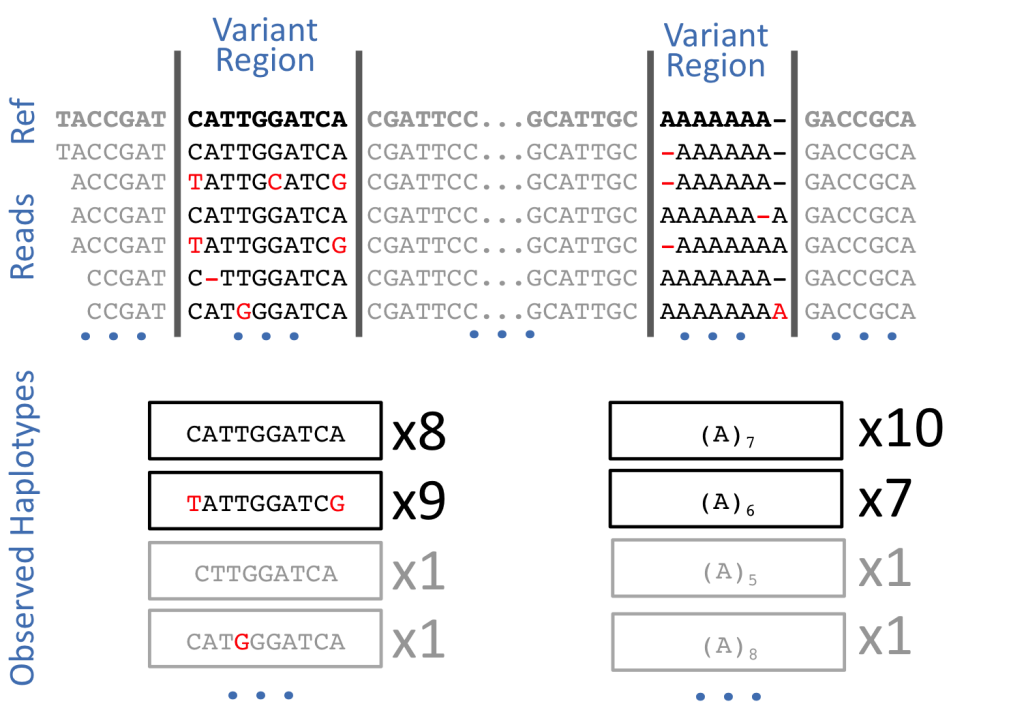 Variant Region Variant Region
Ref TACCGAT CATTGGATCA CGATTCC...GCATTGC AAAAAAA- GACCGCA
Reads
TACCGAT CATTGGATCA CGATTCC...GCATTGC -AAAAAA- GACCGCA
ACCGAT TATTGCATCG CGATTCC...GCATTGC -AAAAAA- GACCGCA
ACCGAT CATTGGATCA CGATTCC...GCATTGC AAAAAA-A GACCGCA
ACCGAT TATTGGATCG CGATTCC...GCATTGC -AAAAAAA GACCGCA
CCGAT C-TTGGATCA CGATTCC...GCATTGC AAAAAAA- GACCGCA
CCGAT CATGGGATCA CGATTCC...GCATTGC AAAAAAAA GACCGCA
... ... ... ... ...
Observed Haplotypes
CATTGGATCA x8 (A)7 x10
TATTGGATCG x9 (A)6 x7
CTTGGATCA x1 (A)5 x1
CATGGGATCA x1 (A)8 x1
... ...